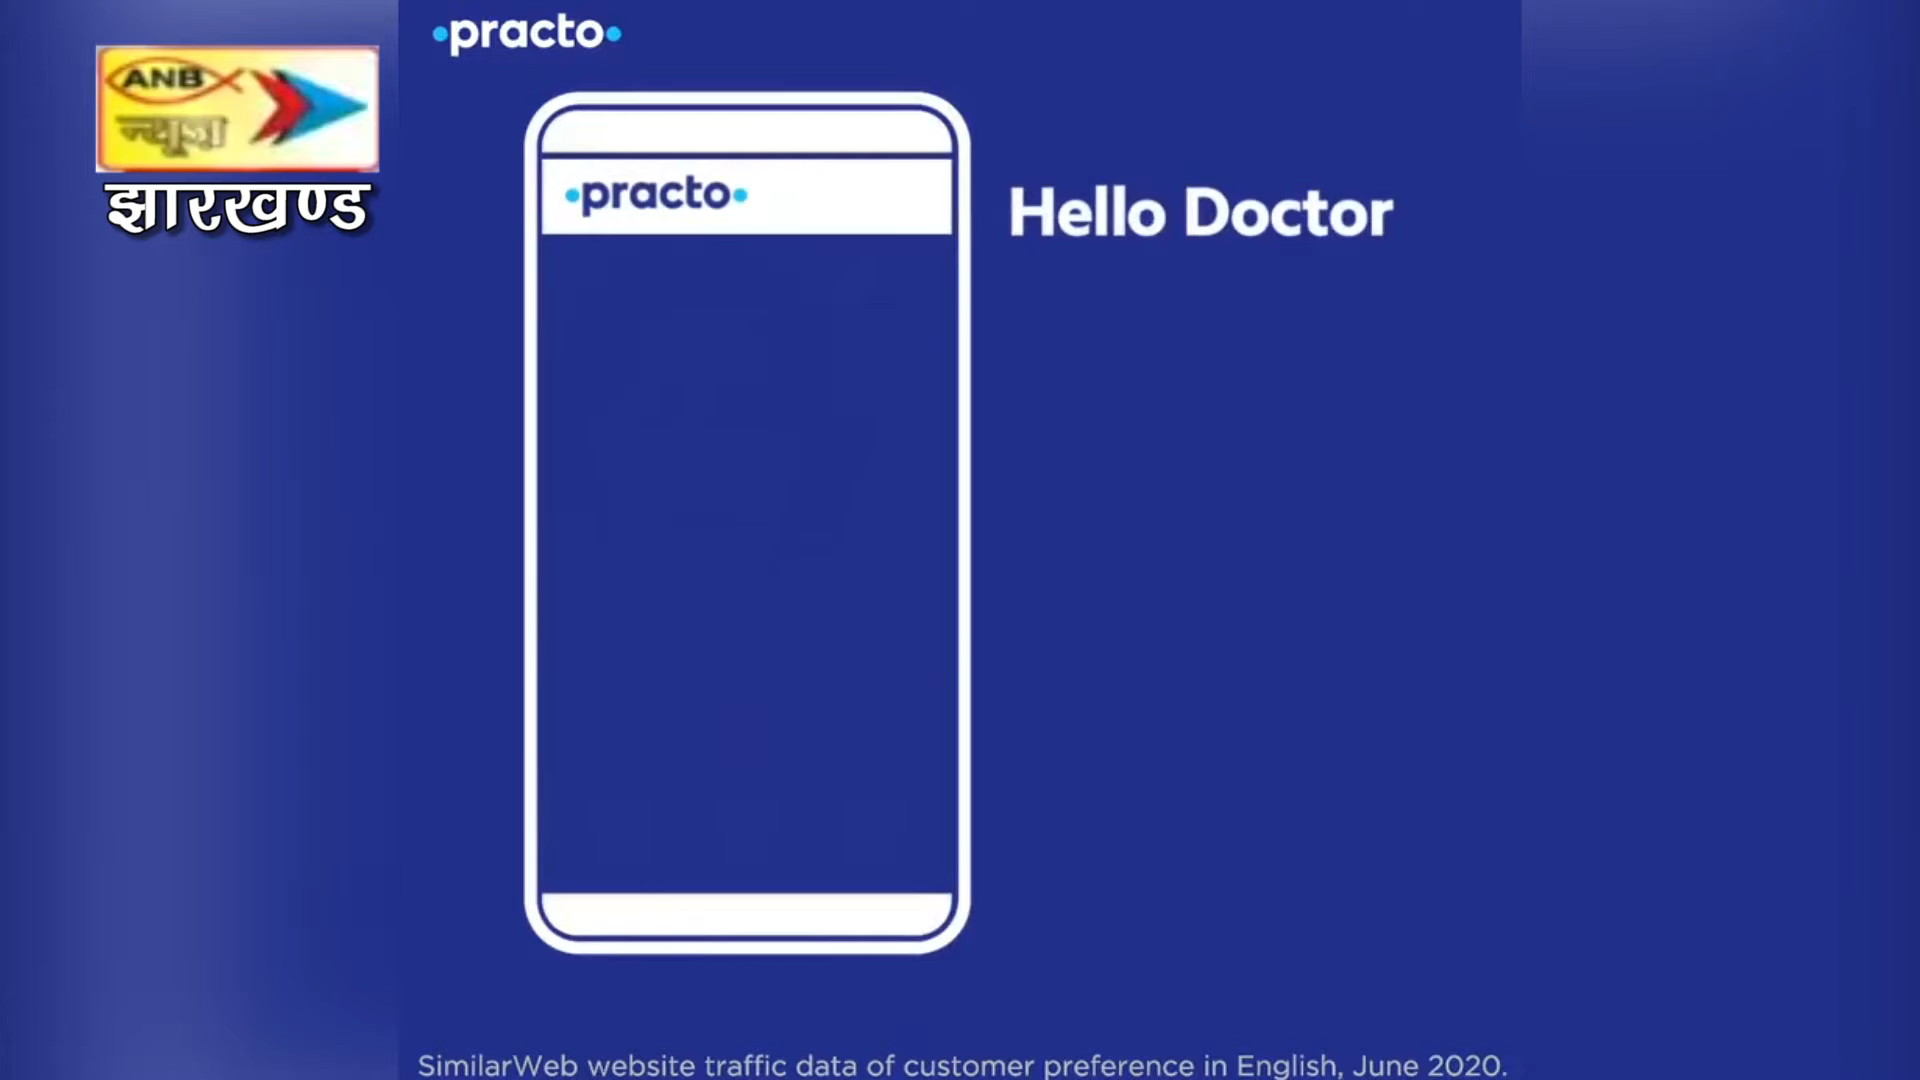 •practo•
ANB
न्यूज़
झारखण्ड
•practo•
Hello Doctor
SimilarWeb website traffic data of customer preference in English, June 2020.